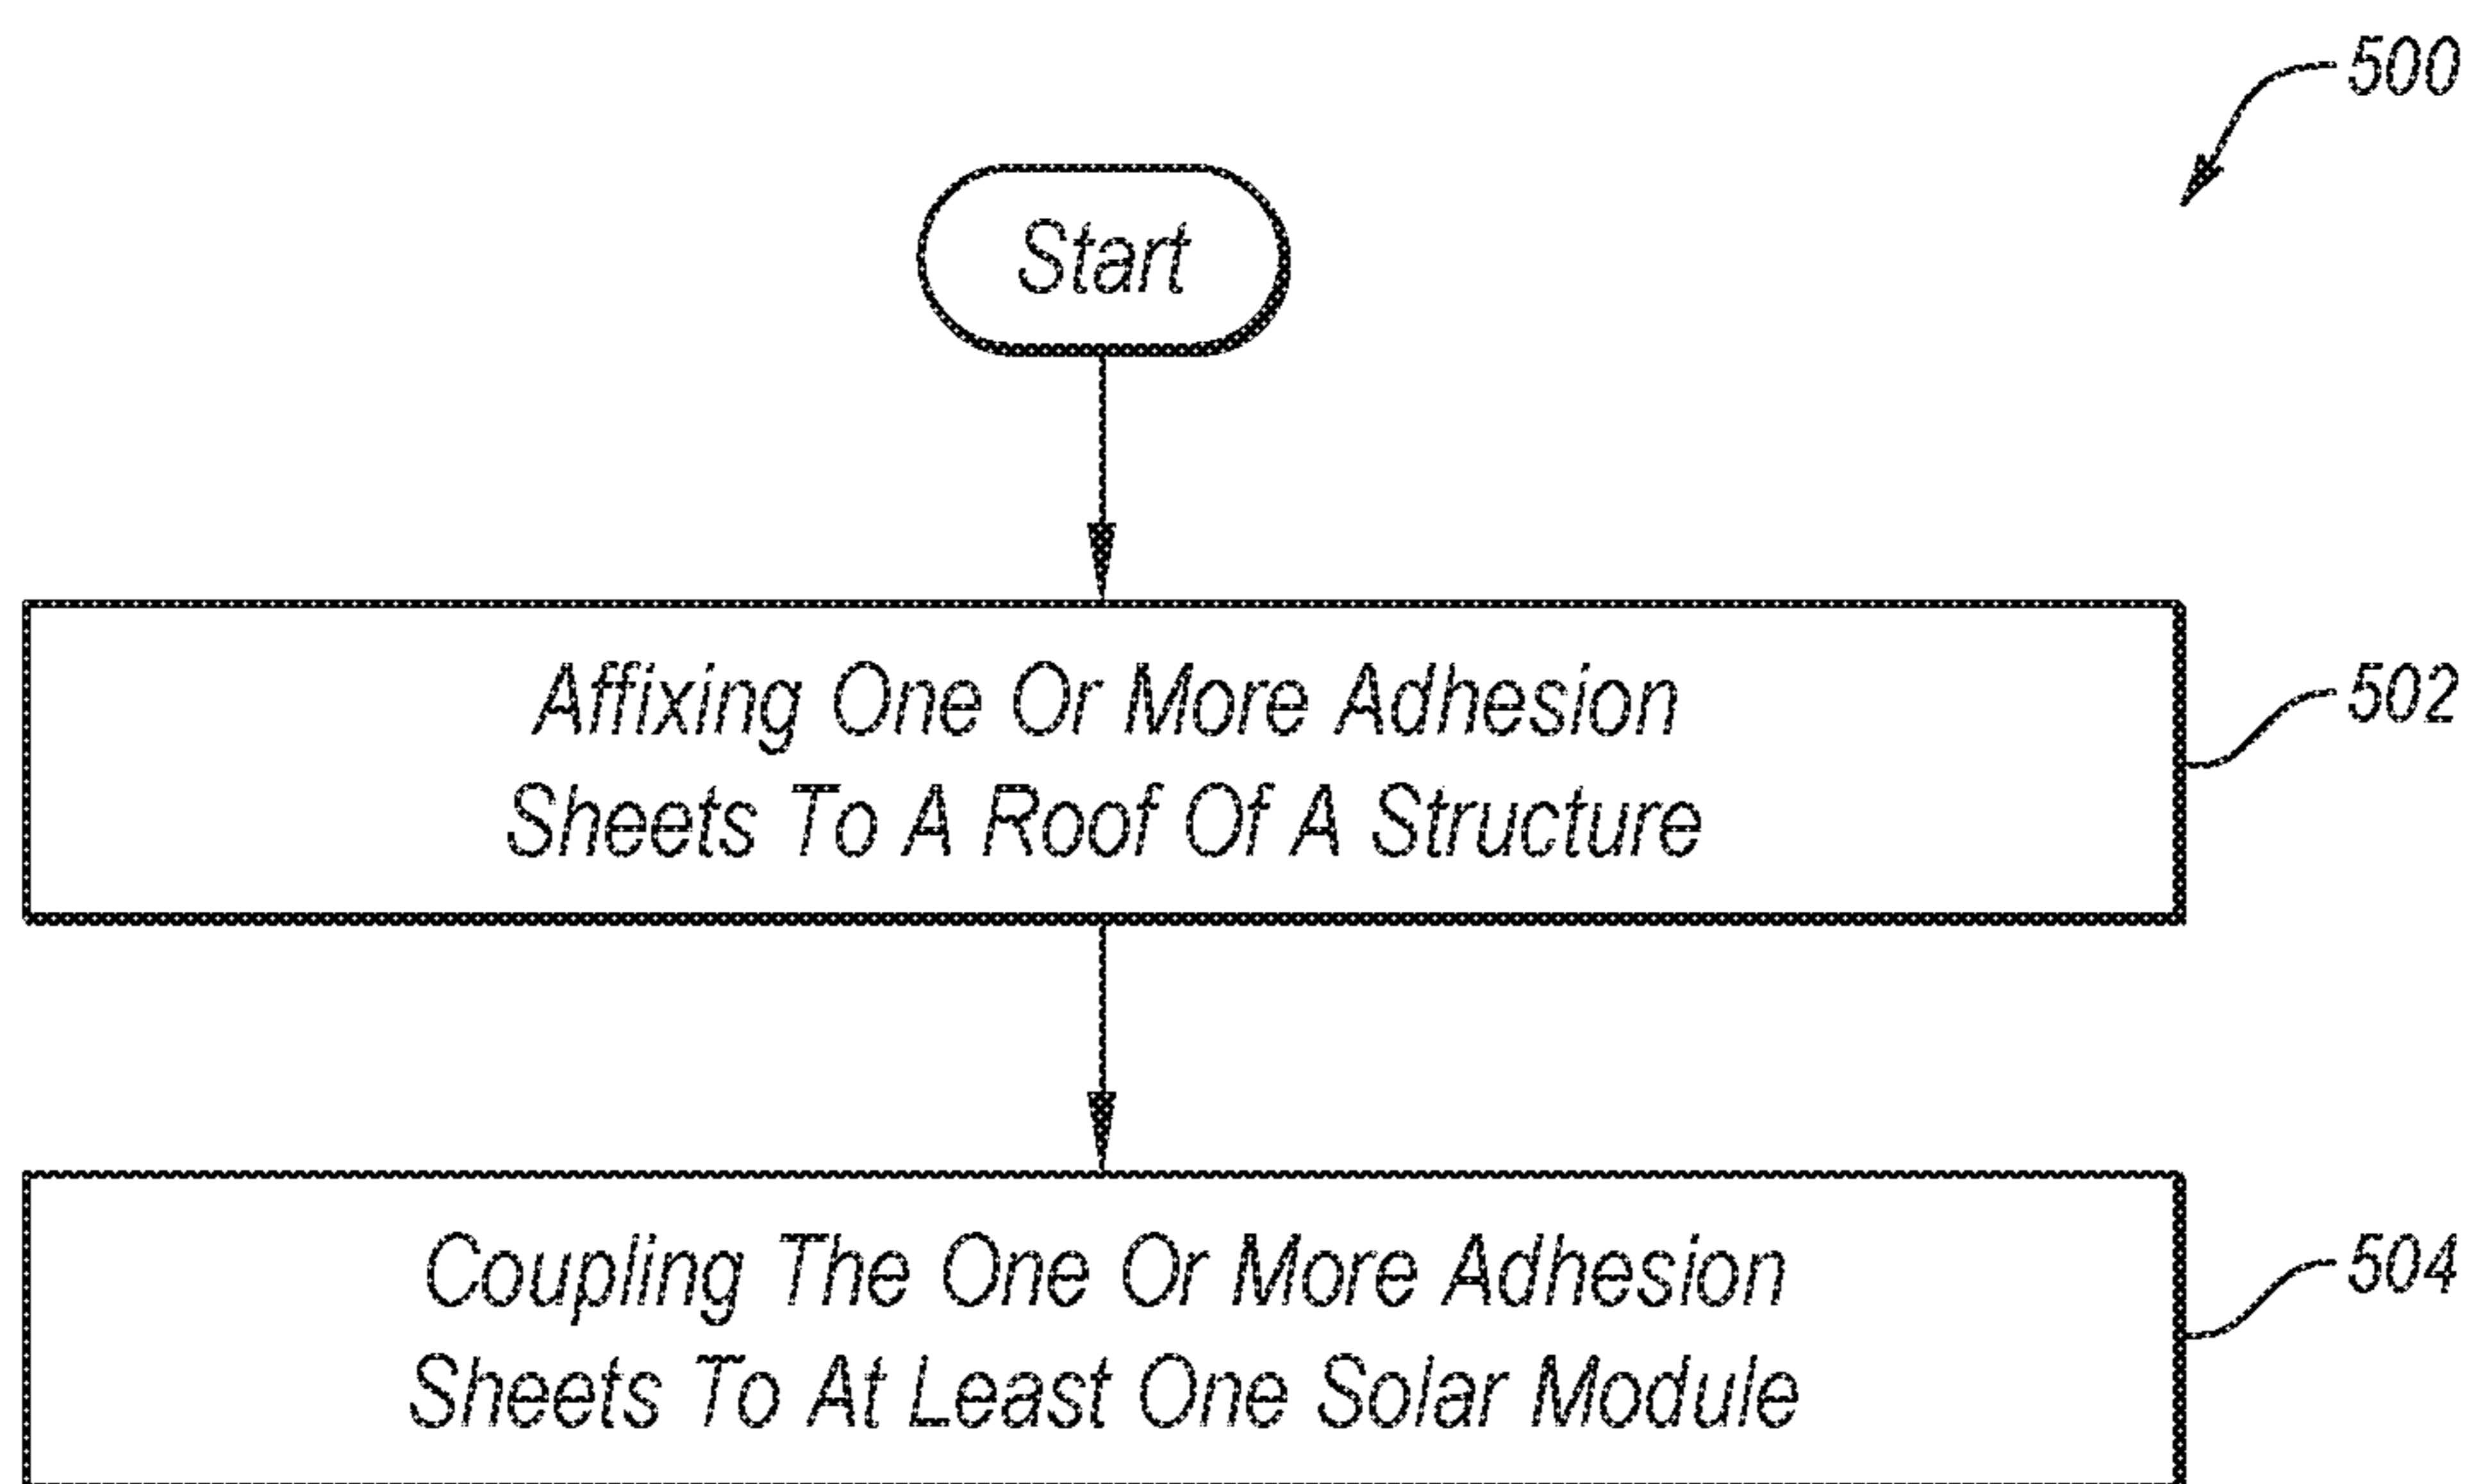 500
Start
Affixing One Or More Adhesion
Sheets To A Roof Of A Structure
502
Coupling The One Or More Adhesion
Sheets To At Least One Solar Module
504